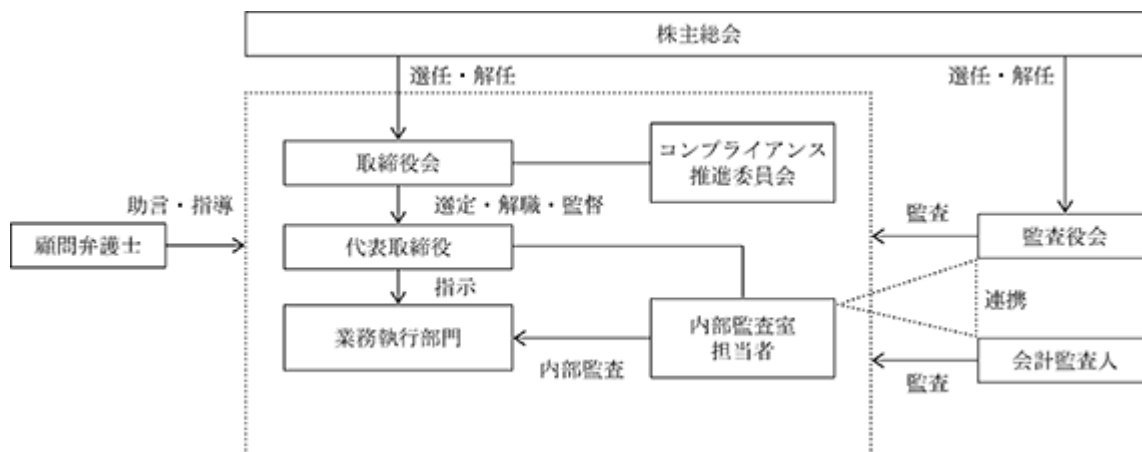 株主総会
選任・解任
選任・解任
取締役会
コンプライアンス
推進委員会
助言・指導
選定・解職・監督
監査
顧問弁護士
代表取締役
監査役会
指示
連携
業務執行部門
内部監査室
担当者
内部監査
監査
会計監査人